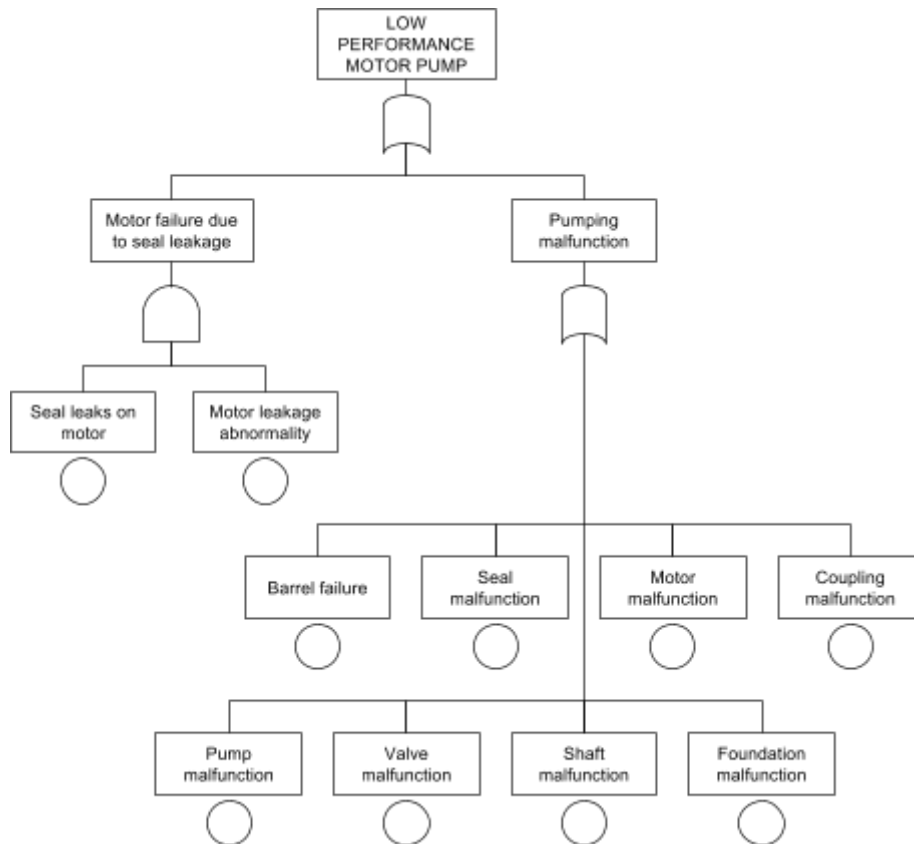 LOW
PERFORMANCE
MOTOR PUMP
Motor failure due
to seal leakage
Pumping
malfunction
Seal leaks on
motor
Motor leakage
abnormality
Barrel failure
Seal
malfunction
Motor
malfunction
Coupling
malfunction
Pump
malfunction
Valve
malfunction
Shaft
malfunction
Foundation
malfunction